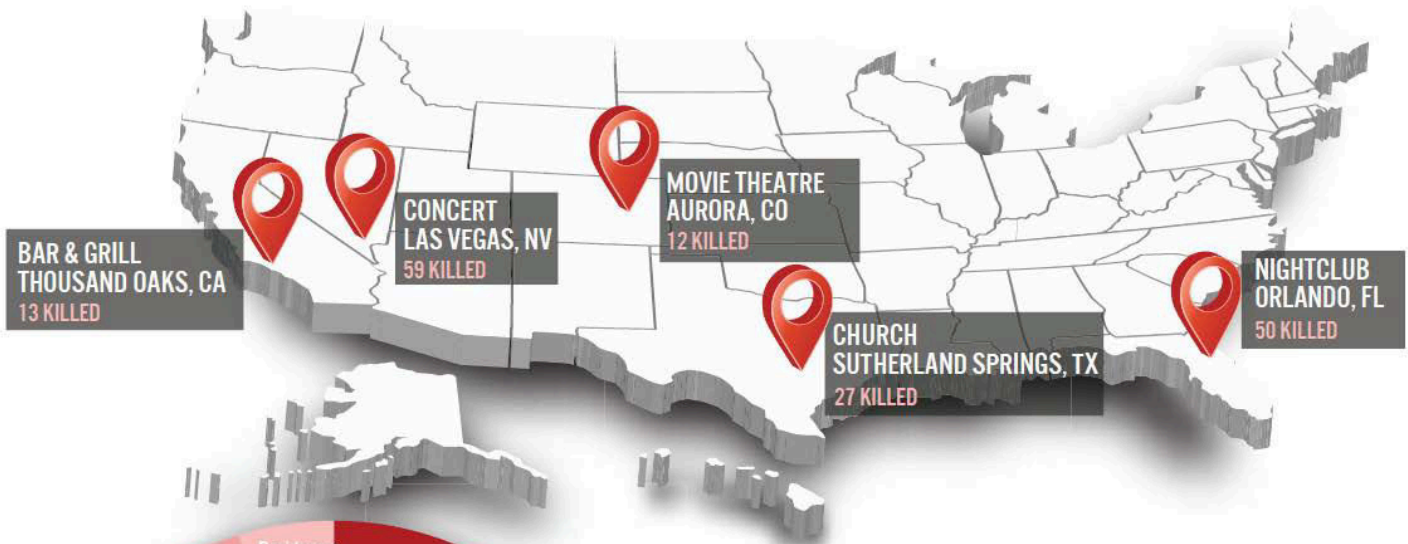 MOVIE THEATRE
AURORA, CO
12 KILLED
CONCERT
LAS VEGAS, NV
59 KILLED
BAR & GRILL
THOUSAND OAKS, CA
13 KILLED
NIGHTCLUB
ORLANDO, FL
50 KILLED
CHURCH
SUTHERLAND SPRINGS, TX
27 KILLED